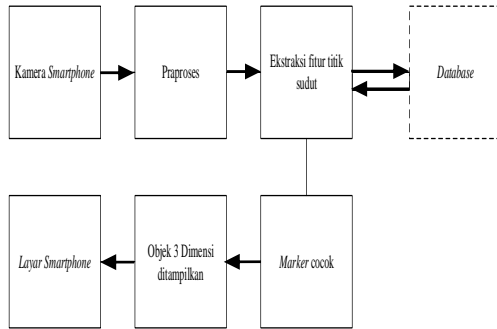 Kamera Smartphone
Praproses
Ekstraksi fitur titik
sudut
Database
Layar Smartphone
Objek 3 Dimensi
ditampilkan
Marker cocok